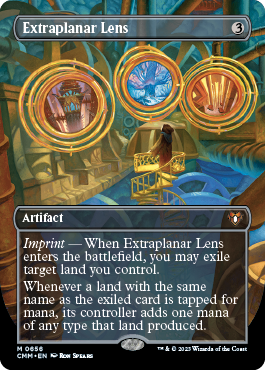 Extraplanar Lens 3
Artifact
Imprint — When Extraplanar Lens
enters the battlefield, you may exile
target land you control.
Whenever a land with the same
name as the exiled card is tapped for
mana, its controller adds one mana
of any type that land produced.
M 0656
CMM • EN Ron Spears ™ & © 2023 Wizards of the Coast